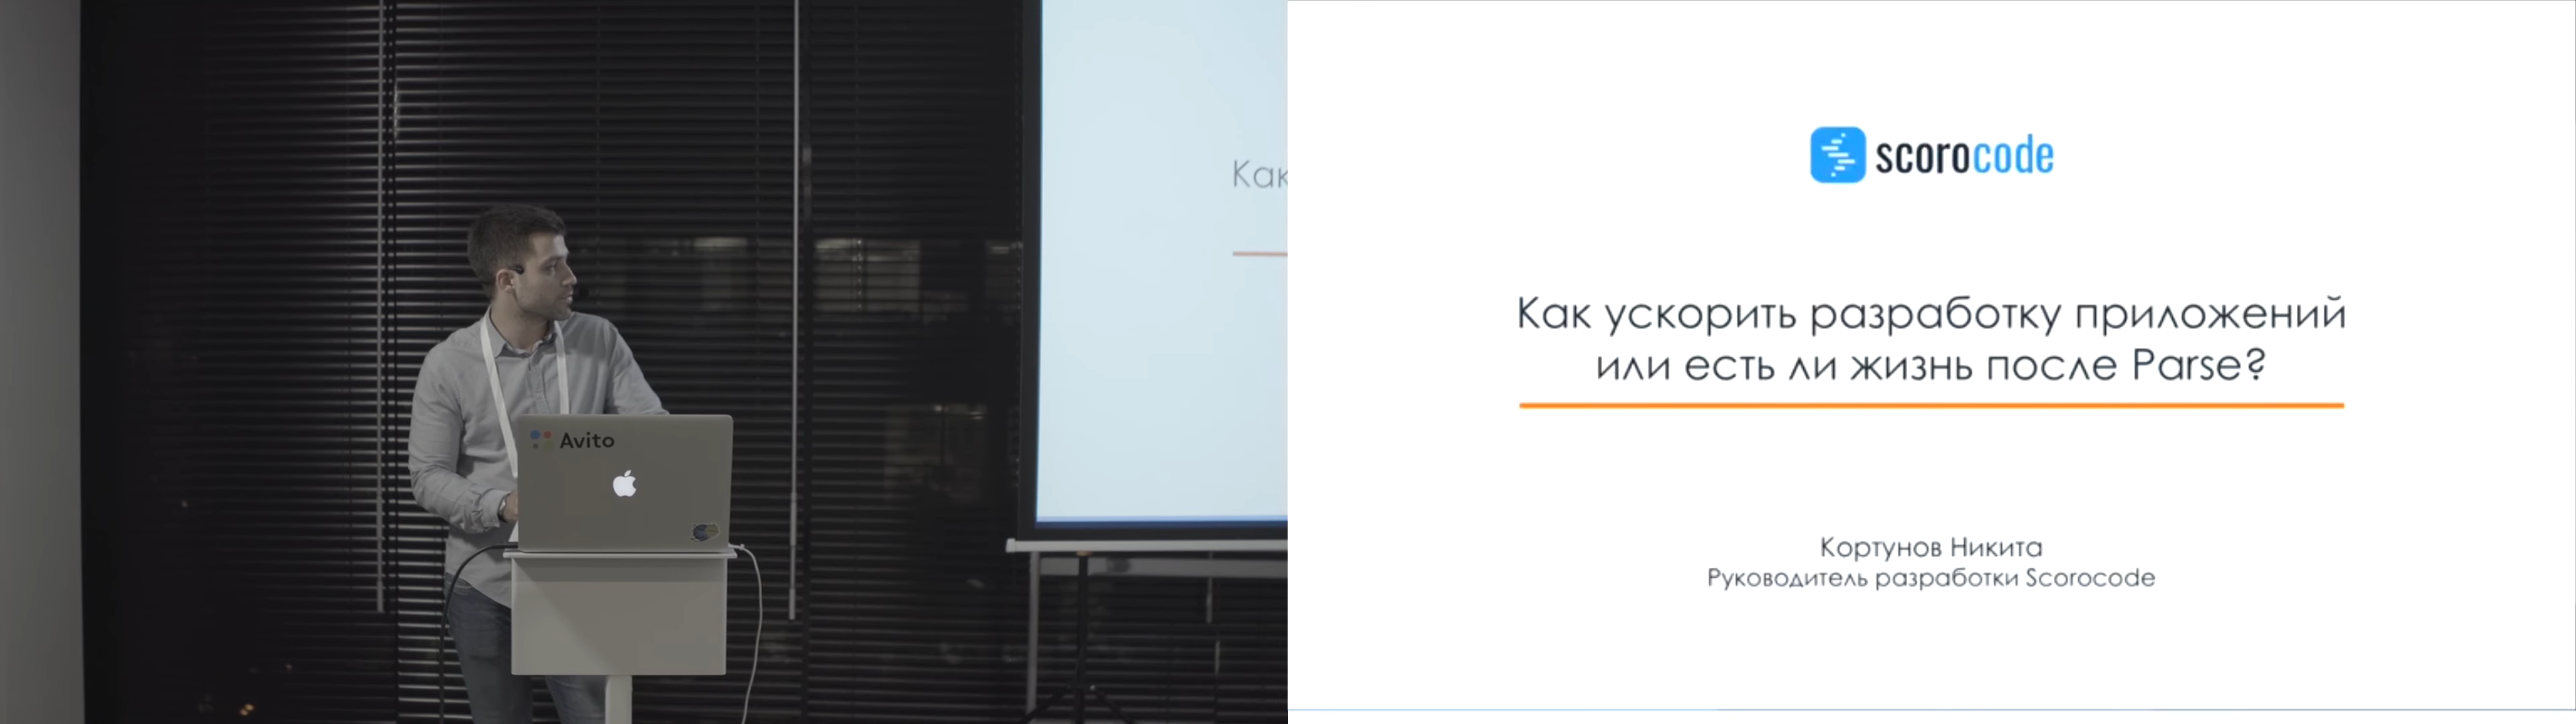 Как
Avito
scorocode
Как ускорить разработку приложений
или есть ли жизнь после Parse?
Кортунов Никита
Руководитель разработки Scorocode